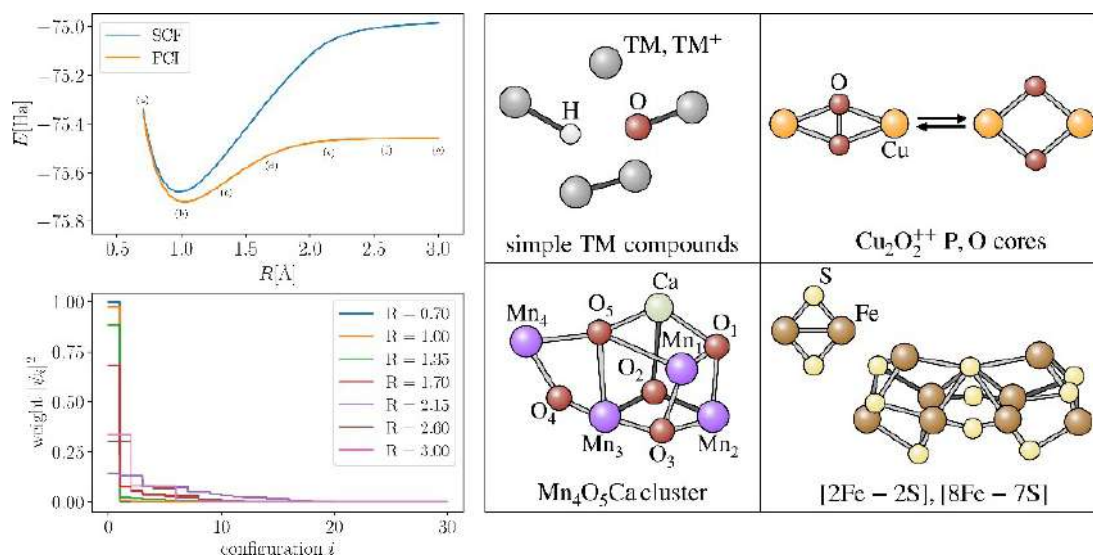 E[Ha]
−75.0
−75.2
−75.4
−75.6
−75.8
SCF
FCI
(a)
(b)
(c)
(d)
(e)
(f)
(g)
0.5 1.0 1.5 2.0 2.5 3.0
R[Å]
weight |ψᵢ|²
1.00
0.75
0.50
0.25
0.00
R = 0.70
R = 1.00
R = 1.35
R = 1.70
R = 2.15
R = 2.60
R = 3.00
0 10 20 30
configuration i
TM, TM⁺
H
O
simple TM compounds
O
Cu
Cu₂O₂⁺⁺ P, O cores
Ca
Mn₄
O₅
Mn₁
O₁
O₂
O₄
Mn₃
O₃
Mn₂
Mn₄O₅Ca cluster
S
Fe
[2Fe − 2S], [8Fe − 7S]